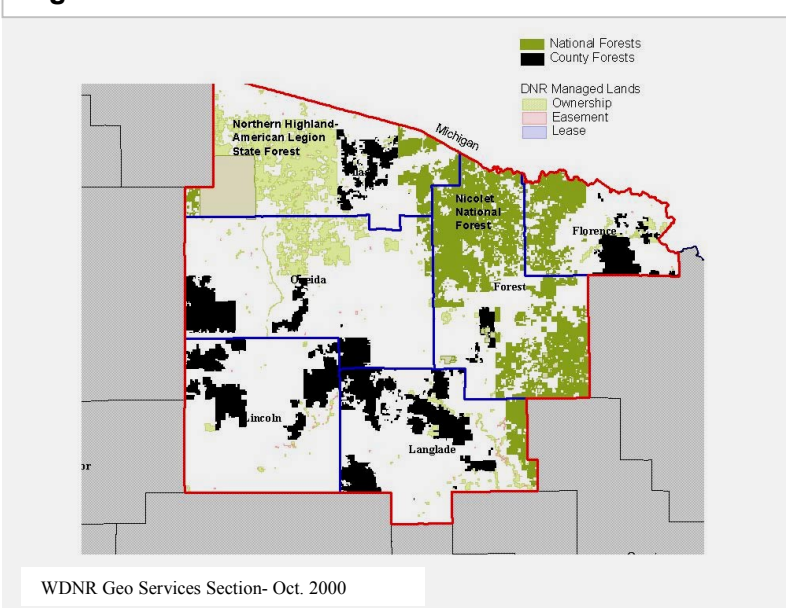 National Forests
County Forests
DNR Managed Lands
Ownership
Easement
Lease
Northern Highland-
American Legion
State Forest
Michigan
Nicolet
National
Forest
Florence
Oneida
Forest
Lincoln
Langlade
WDNR Geo Services Section- Oct. 2000